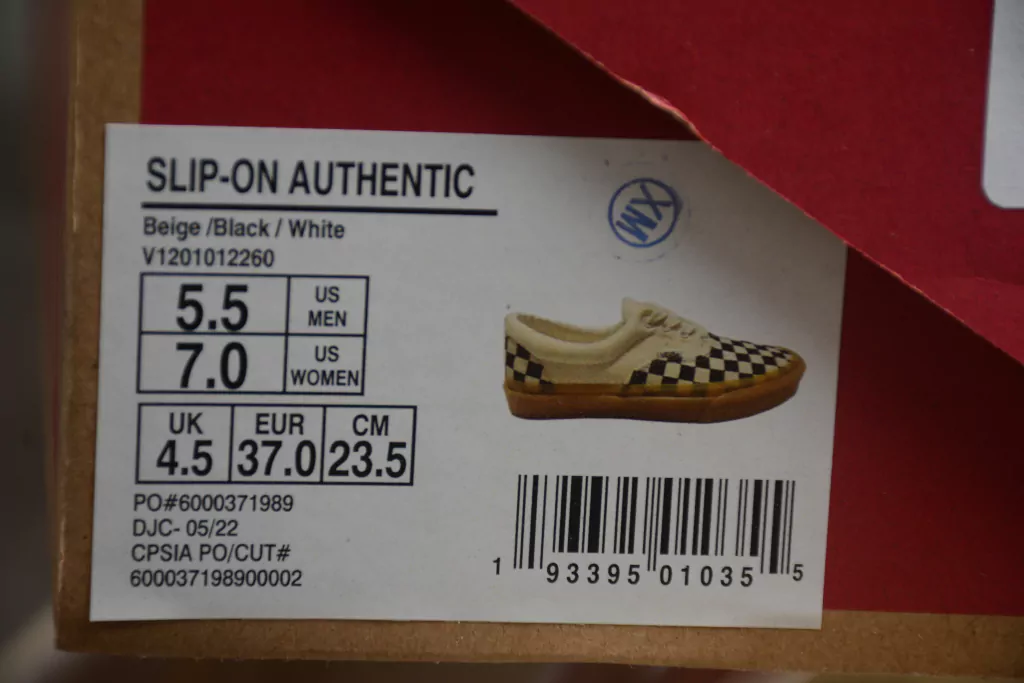 SLIP-ON AUTHENTIC
Beige /Black / White
V1201012260
5.5 US MEN
7.0 US WOMEN
UK EUR CM
4.5 37.0 23.5
PO#6000371989
DJC- 05/22
CPSIA PO/CUT#
600037198900002
XM
1 93395 01035 5